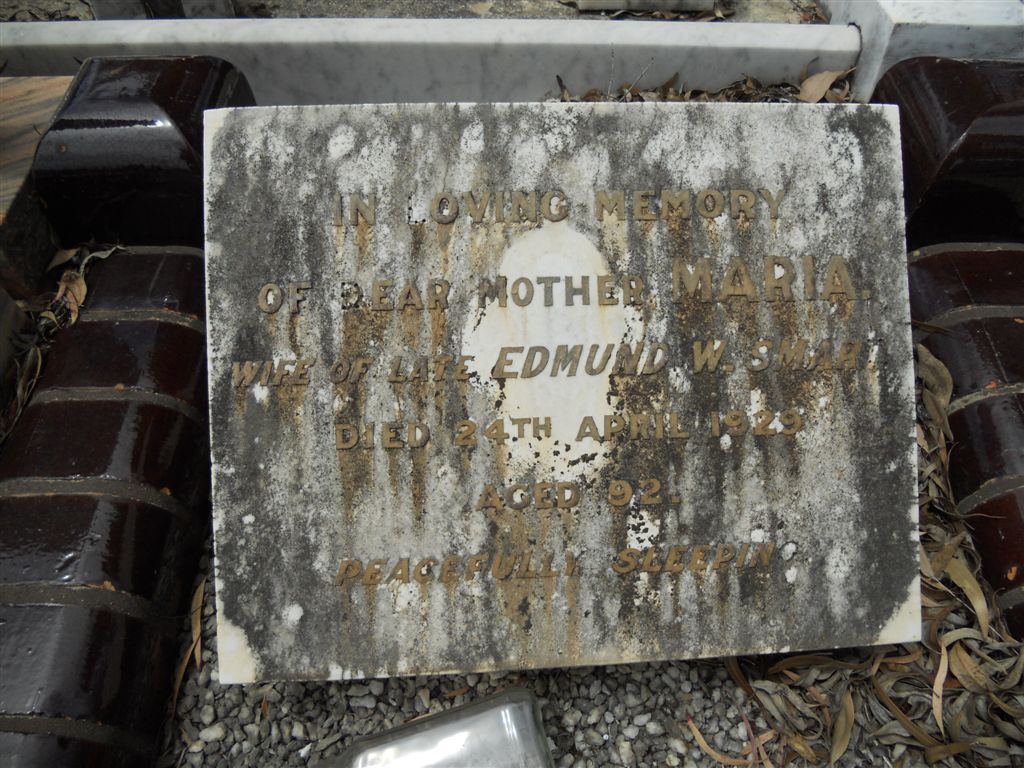 IN LOVING MEMORY
OF DEAR MOTHER MARIA.
WIFE OF LATE EDMUND W.
DIED 24TH APRIL 1929
AGED 92.
PEACEFULLY SLEEPIN